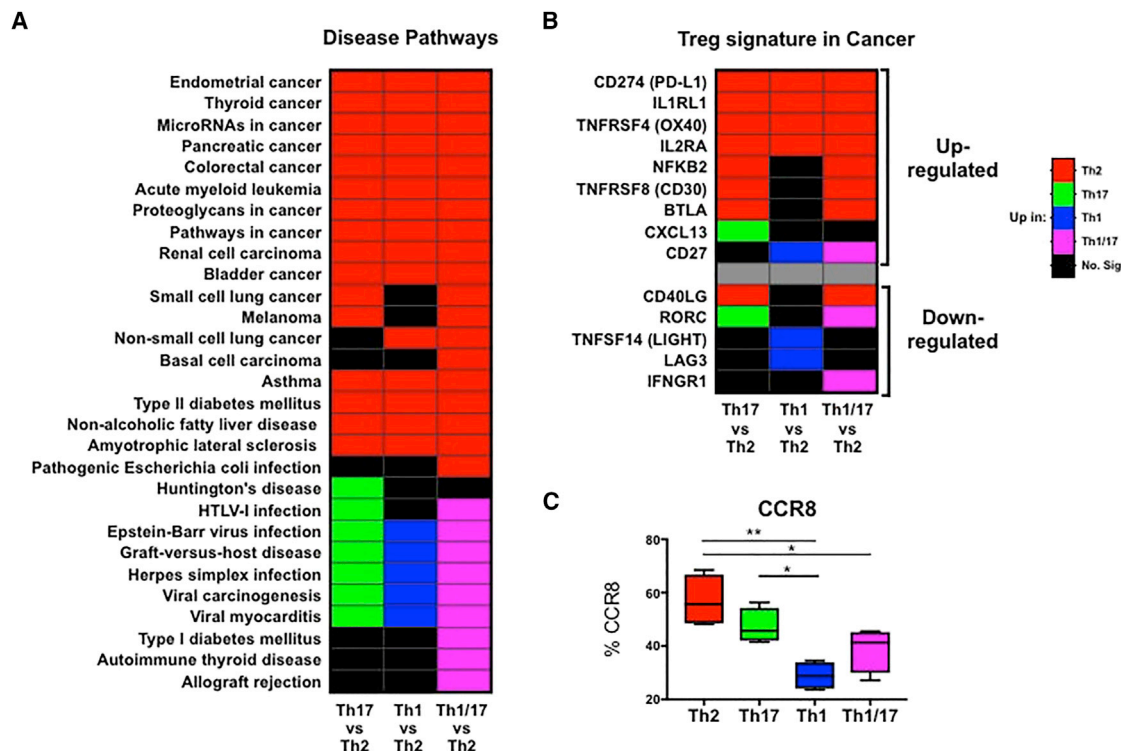 A
Disease Pathways
Endometrial cancer
Thyroid cancer
MicroRNAs in cancer
Pancreatic cancer
Colorectal cancer
Acute myeloid leukemia
Proteoglycans in cancer
Pathways in cancer
Renal cell carcinoma
Bladder cancer
Small cell lung cancer
Melanoma
Non-small cell lung cancer
Basal cell carcinoma
Asthma
Type II diabetes mellitus
Non-alcoholic fatty liver disease
Amyotrophic lateral sclerosis
Pathogenic Escherichia coli infection
Huntington's disease
HTLV-I infection
Epstein-Barr virus infection
Graft-versus-host disease
Herpes simplex infection
Viral carcinogenesis
Viral myocarditis
Type I diabetes mellitus
Autoimmune thyroid disease
Allograft rejection
Th17 Th1 Th1/17
vs vs vs
Th2 Th2 Th2
B
Treg signature in Cancer
CD274 (PD-L1)
IL1RL1
TNFRSF4 (OX40)
IL2RA
NFKB2
TNFRSF8 (CD30)
BTLA
CXCL13
CD27
CD40LG
RORC
TNFSF14 (LIGHT)
LAG3
IFNGR1
Th17 Th1 Th1/17
vs vs vs
Th2 Th2 Th2
Up-
regulated
Down-
regulated
Up in:
Th2
Th17
Th1
Th1/17
No. Sig
C
CCR8
% CCR8
80
60
40
20
**
*
*
Th2 Th17 Th1 Th1/17